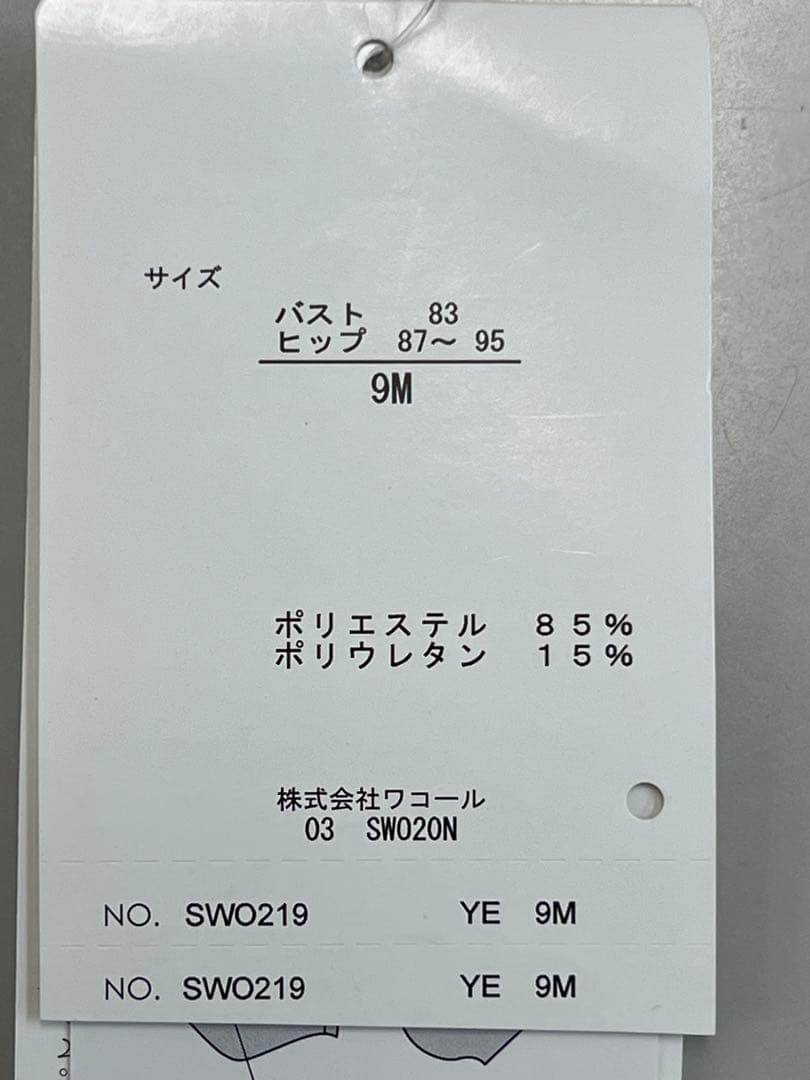 サイズ
バスト 83
ヒップ 87〜 95
9M
ポリエステル 85%
ポリウレタン 15%
株式会社ワコール
03 SWO20N
NO. SWO219 YE 9M
NO. SWO219 YE 9M